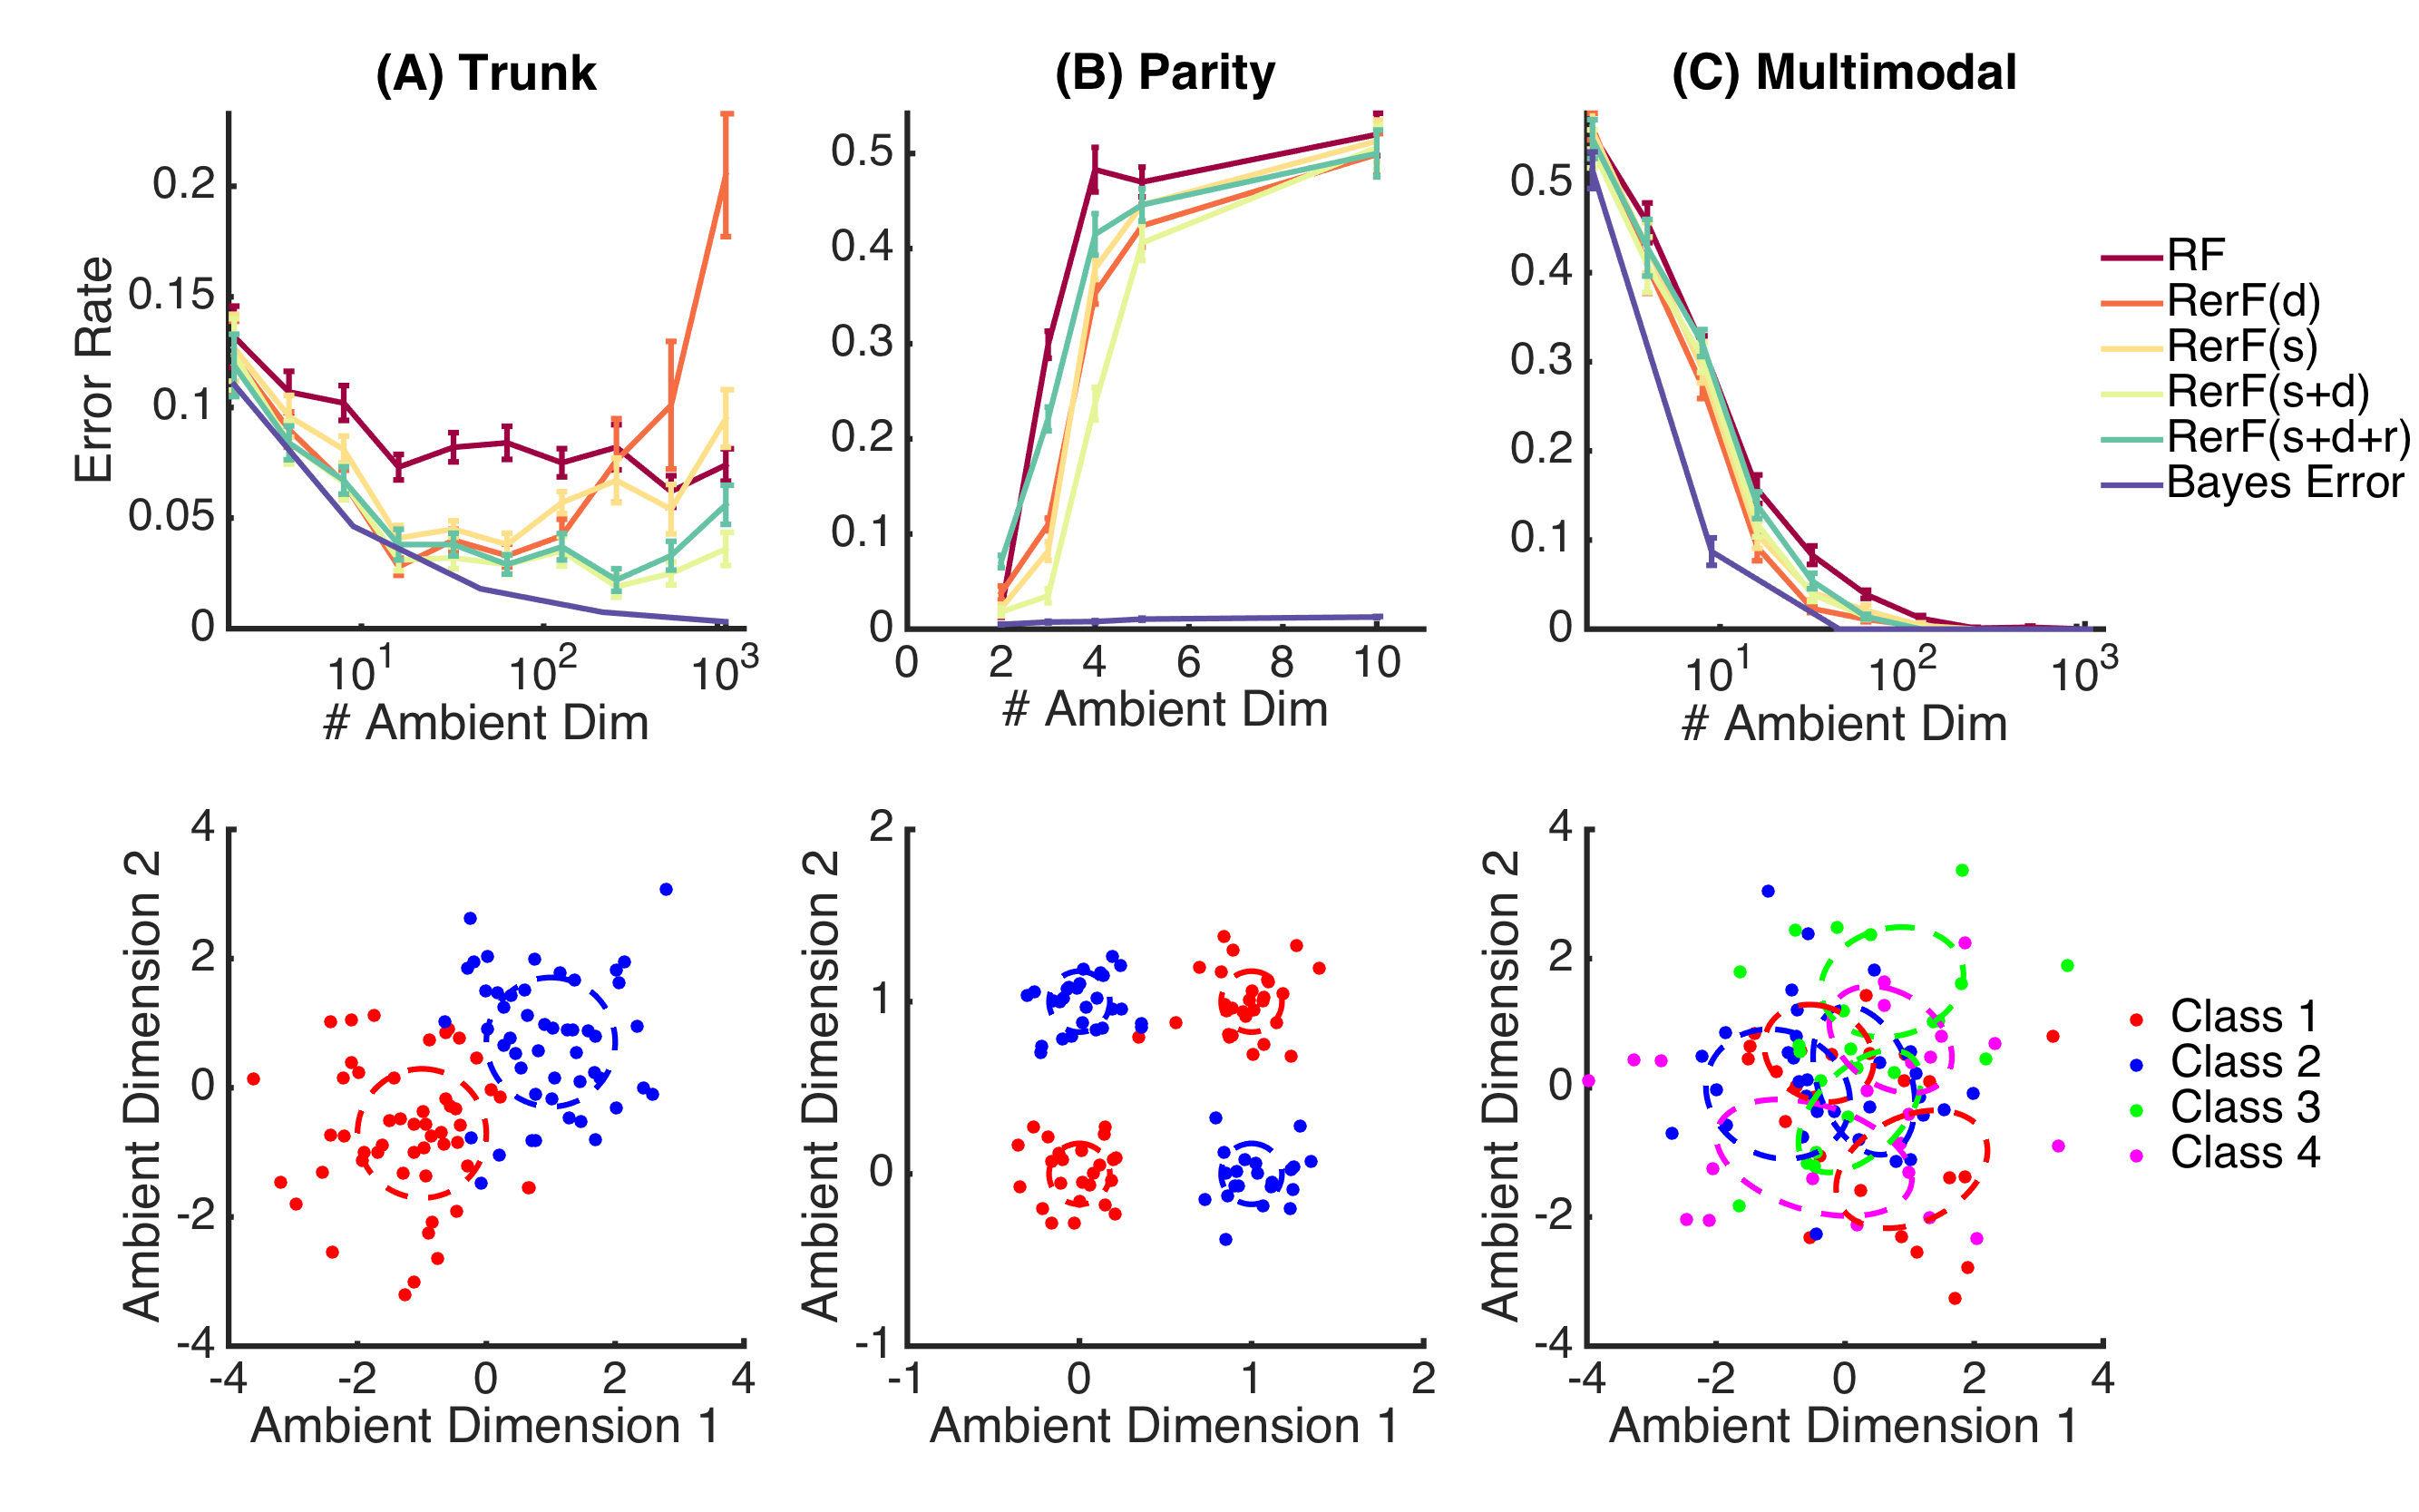 (A) Trunk
(B) Parity
(C) Multimodal
Error Rate
0.2
0.15
0.1
0.05
0
10^1
10^2
10^3
# Ambient Dim
0.5
0.4
0.3
0.2
0.1
0
0
2
4
6
8
10
# Ambient Dim
0.5
0.4
0.3
0.2
0.1
0
10^1
10^2
10^3
# Ambient Dim
RF
RerF(d)
RerF(s)
RerF(s+d)
RerF(s+d+r)
Bayes Error
Ambient Dimension 2
4
2
0
-2
-4
-4
-2
0
2
4
Ambient Dimension 1
Ambient Dimension 2
2
1
0
-1
-1
0
1
2
Ambient Dimension 1
Ambient Dimension 2
4
2
0
-2
-4
-4
-2
0
2
4
Ambient Dimension 1
Class 1
Class 2
Class 3
Class 4